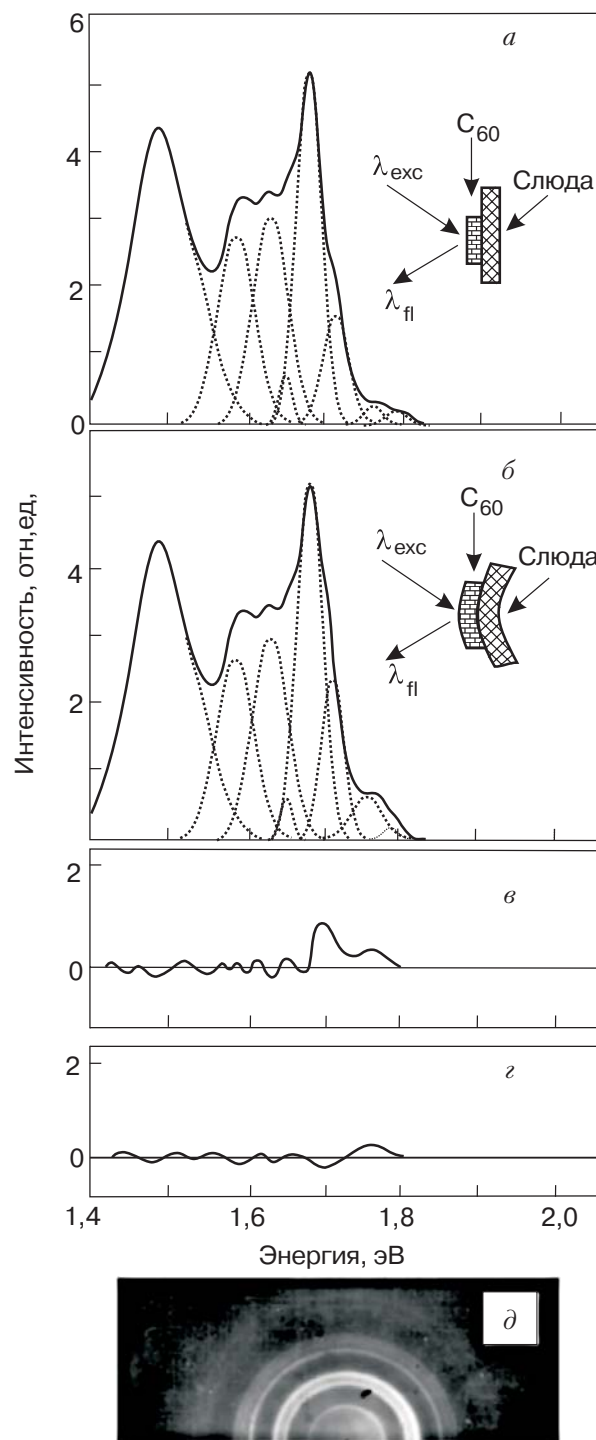 6
а
C60
λexc
Слюда
4
λfl
2
0
б
C60
λexc
Слюда
4
λfl
2
Интенсивность, отн,ед,
2
в
0
2
г
0
1,4 1,6 1,8 2,0
Энергия, эВ
д